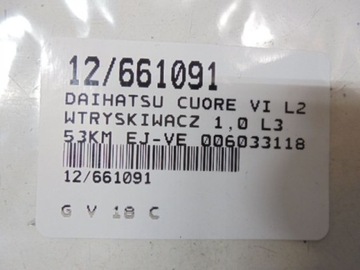 12/661091
DAIHATSU CUORE VI L2
WTRYSKIWACZ 1,0 L3
53KM EJ-VE 006033118
12/661091
G V 18 C